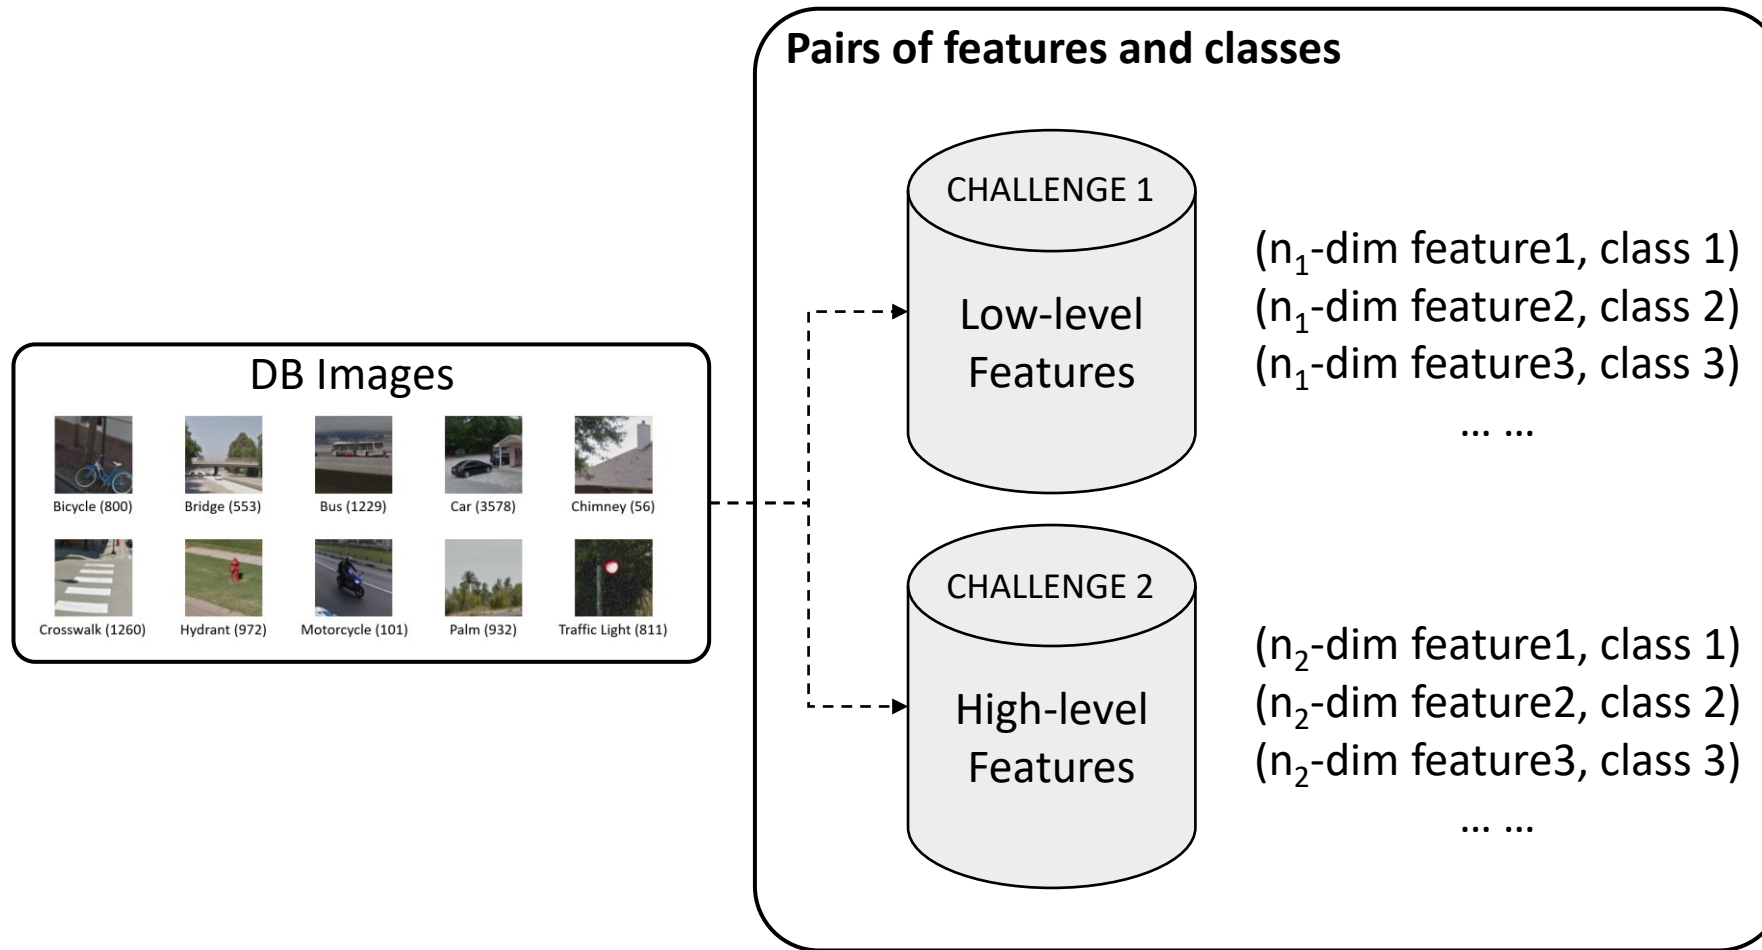 Pairs of features and classes
DB Images
Bicycle (800)
Bridge (553)
Bus (1229)
Car (3578)
Chimney (56)
Crosswalk (1260)
Hydrant (972)
Motorcycle (101)
Palm (932)
Traffic Light (811)
CHALLENGE 1
Low-level
Features
(n₁-dim feature1, class 1)
(n₁-dim feature2, class 2)
(n₁-dim feature3, class 3)
... ...
CHALLENGE 2
High-level
Features
(n₂-dim feature1, class 1)
(n₂-dim feature2, class 2)
(n₂-dim feature3, class 3)
... ...